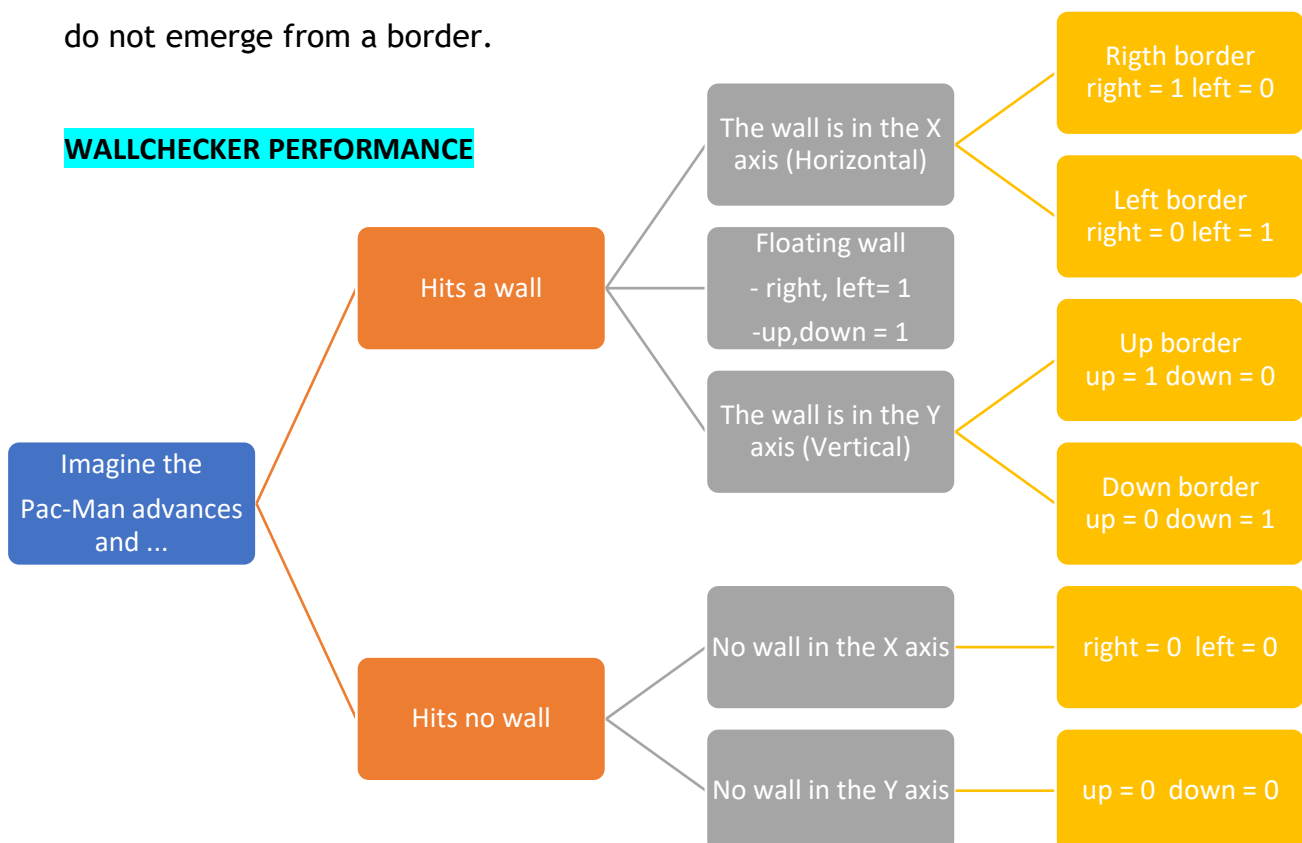 do not emerge from a border.
WALLCHECKER PERFORMANCE
Imagine the
Pac-Man advances
and ...
Hits a wall
The wall is in the X
axis (Horizontal)
Rigth border
right = 1 left = 0
Left border
right = 0 left = 1
Floating wall
- right, left= 1
-up,down = 1
The wall is in the Y
axis (Vertical)
Up border
up = 1 down = 0
Down border
up = 0 down = 1
Hits no wall
No wall in the X axis
right = 0 left = 0
No wall in the Y axis
up = 0 down = 0